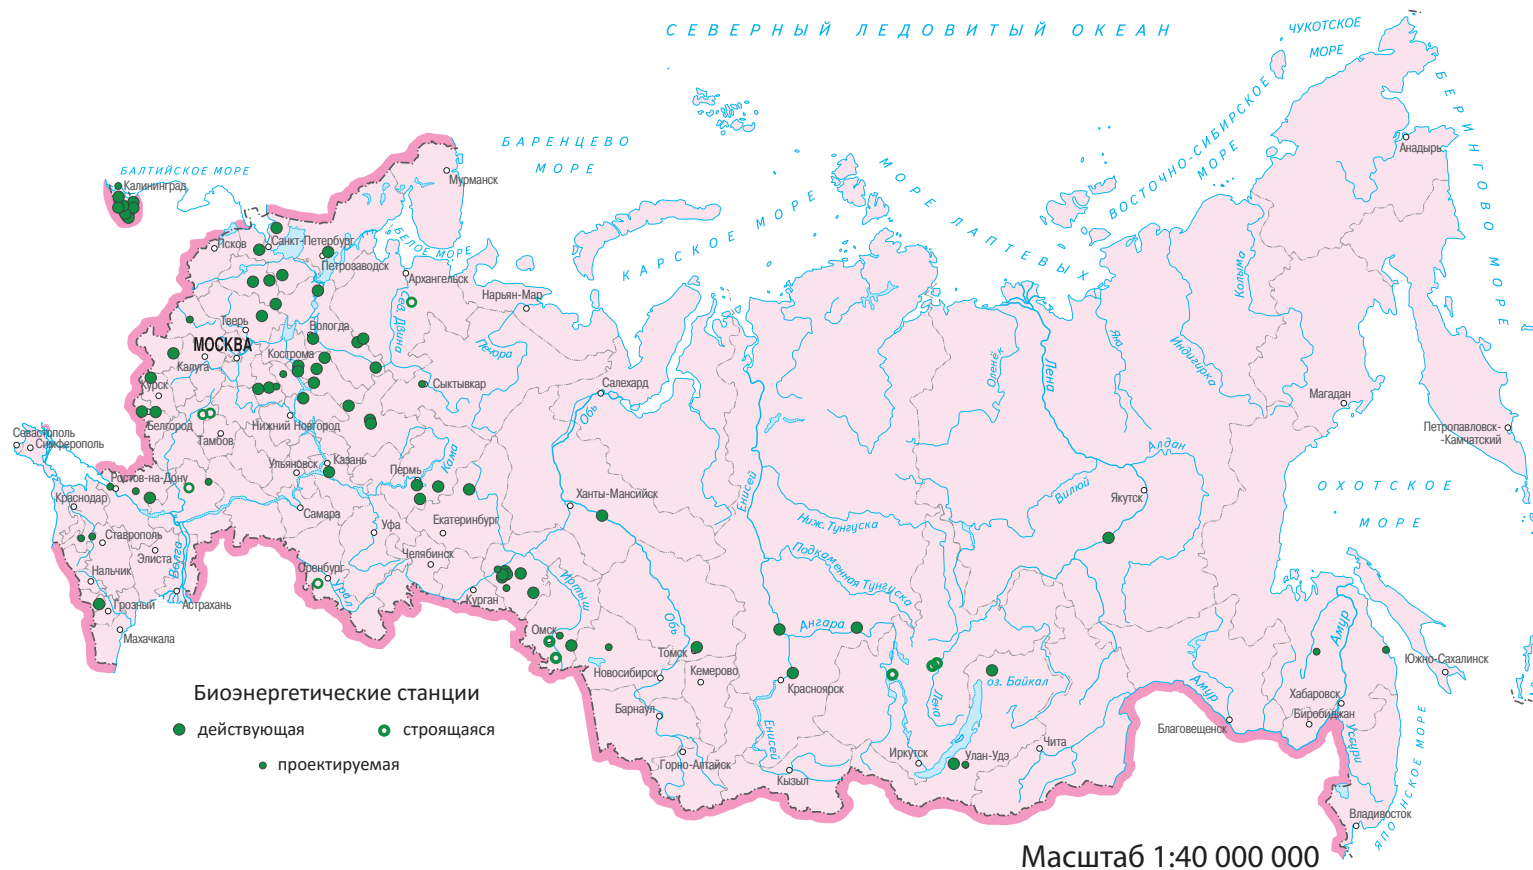 СЕВЕРНЫЙ ЛЕДОВИТЫЙ ОКЕАН
ЧУКОТСКОЕ
МОРЕ
БЕРИНГОВО МОРЕ
ВОСТОЧНО-СИБИРСКОЕ
МОРЕ
МОРЕ ЛАПТЕВЫХ
КАРСКОЕ МОРЕ
БАРЕНЦЕВО
МОРЕ
БАЛТИЙСКОЕ МОРЕ
БЕЛОЕ МОРЕ
Калининград
Мурманск
Анадырь
Псков
Санкт-Петербург
Петрозаводск
Архангельск
Нарьян-Мар
Сев. Двина
Печора
Тверь
Вологда
МОСКВА
Кострома
Калуга
Курск
Сыктывкар
Салехард
Обь
Оленёк
Лена
Яна
Индигирка
Колыма
Магадан
Петропавловск-
-Камчатский
Белгород
Тамбов
Нижний Новгород
Севастополь
Симферополь
Ульяновск
Казань
Пермь
Кама
Ростов-на-Дону
Краснодар
Самара
Уфа
Екатеринбург
Ханты-Мансийск
Енисей
Ниж. Тунгуска
Подкаменная Тунгуска
Вилюй
Алдан
Якутск
ОХОТСКОЕ
МОРЕ
Ставрополь
Элиста
Волга
Нальчик
Грозный
Астрахань
Махачкала
Оренбург
Урал
Челябинск
Курган
Иртыш
Омск
Обь
Томск
Новосибирск
Кемерово
Барнаул
Горно-Алтайск
Ангара
Красноярск
Енисей
Кызыл
Лена
оз. Байкал
Иркутск
Улан-Удэ
Чита
Амур
Благовещенск
Амур
Хабаровск
Биробиджан
Уссури
Южно-Сахалинск
Владивосток
ЯПОНСКОЕ МОРЕ
Биоэнергетические станции
действующая
строящаяся
проектируемая
Масштаб 1:40 000 000